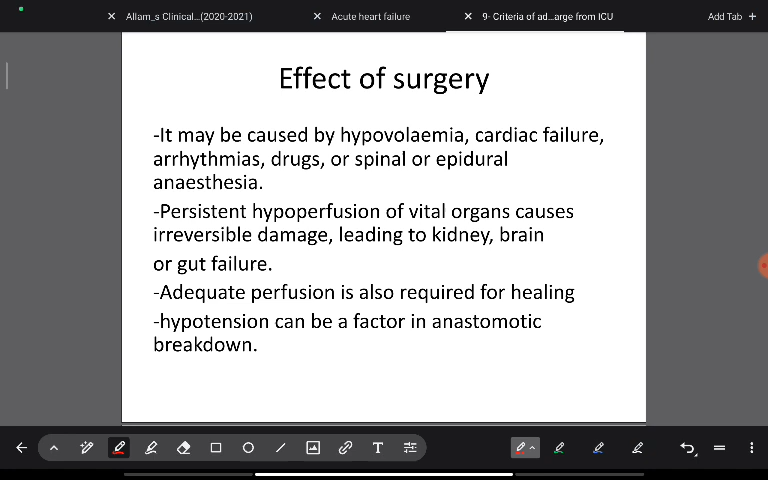 Allam_s Clinical_(2020-2021)
Acute heart failure
9- Criteria of ad...arge from ICU
Add Tab
Effect of surgery
-It may be caused by hypovolaemia, cardiac failure,
arrhythmias, drugs, or spinal or epidural
anaesthesia.
-Persistent hypoperfusion of vital organs causes
irreversible damage, leading to kidney, brain
or gut failure.
-Adequate perfusion is also required for healing
-hypotension can be a factor in anastomotic
breakdown.
T